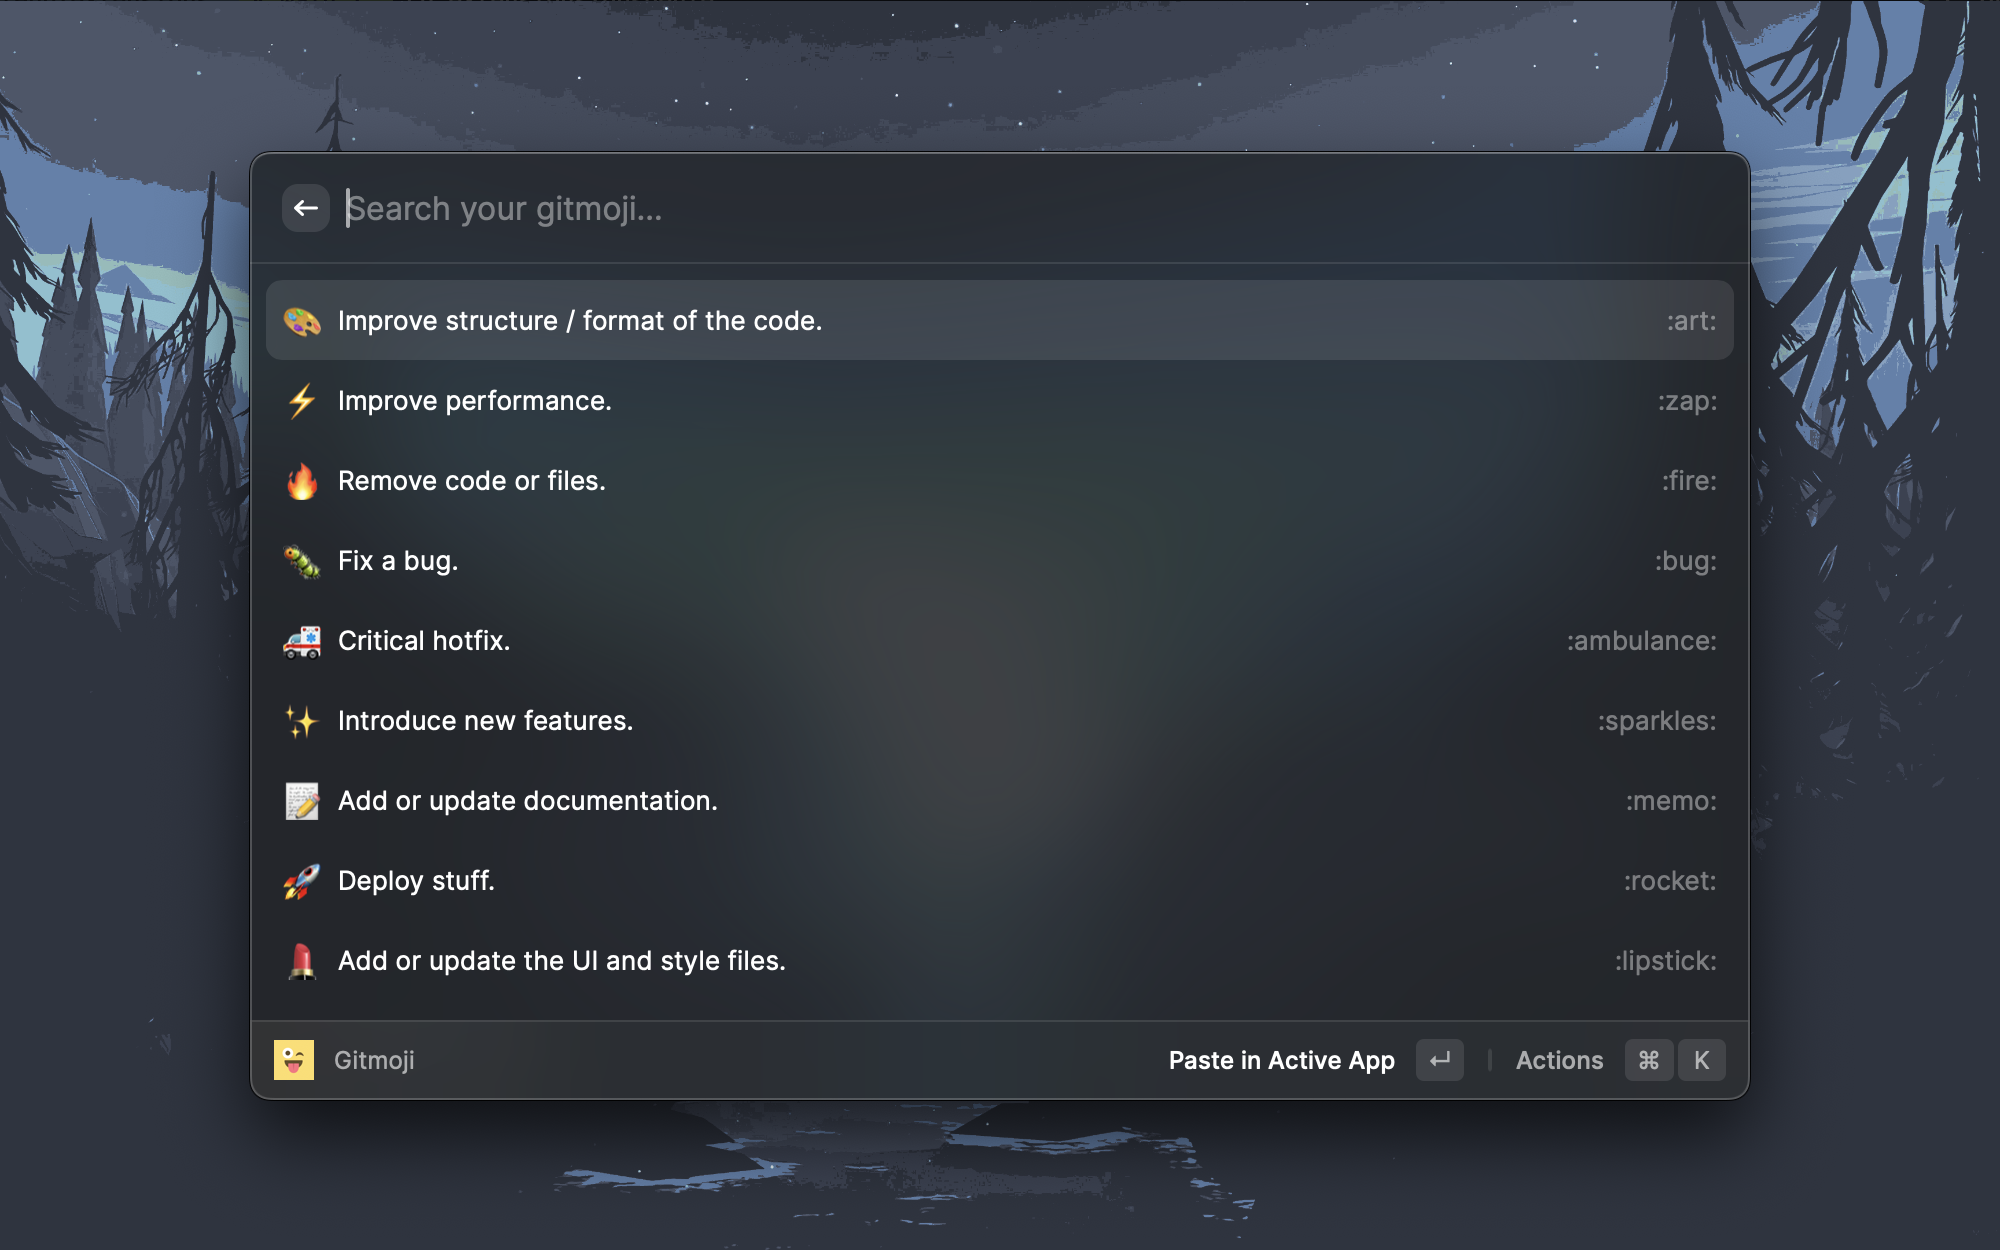 Search your gitmoji...
Improve structure / format of the code. :art:
Improve performance. :zap:
Remove code or files. :fire:
Fix a bug. :bug:
Critical hotfix. :ambulance:
Introduce new features. :sparkles:
Add or update documentation. :memo:
Deploy stuff. :rocket:
Add or update the UI and style files. :lipstick:
Gitmoji Paste in Active App ↵ | Actions ⌘ K